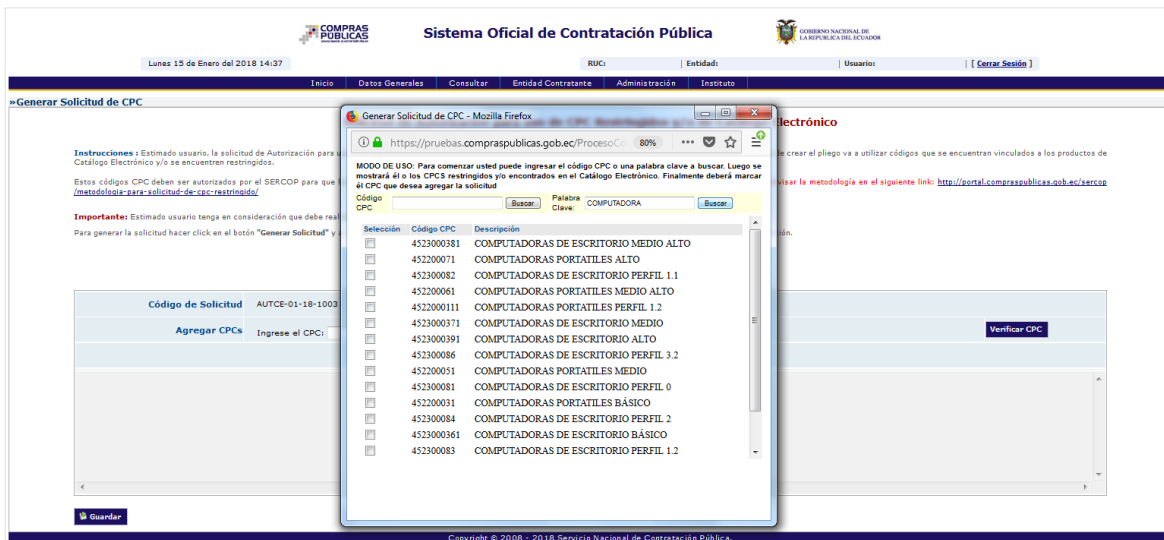 COMPRAS
PÚBLICAS
Sistema Oficial de Contratación Pública
GOBIERNO NACIONAL DE
LA REPUBLICA DEL ECUADOR
Lunes 15 de Enero del 2018 14:37
RUC: | Entidad: | Usuario: | [ Cerrar Sesión ]
Inicio Datos Generales Consultar Entidad Contratante Administración Instituto
»Generar Solicitud de CPC
Electrónico
Instrucciones : Estimado usuario, la solicitud de Autorización para
de crear el pliego va a utilizar códigos que se encuentran vinculados a los productos de
Catálogo Electrónico y/o se encuentren restringidos.
Estos códigos CPC deben ser autorizados por el SERCOP para que
visar la metodología en el siguiente link: http://portal.compraspublicas.gob.ec/sercop
/metodologia-para-solicitud-de-cpc-restringido/
Importante: Estimado usuario tenga en consideración que debe
Para generar la solicitud hacer click en el botón "Generar Solicitud" y
Código de Solicitud AUTCE-01-18-1003
Agregar CPCs Ingrese el CPC:
Verificar CPC
Guardar
Generar Solicitud de CPC - Mozilla Firefox
https://pruebas.compraspublicas.gob.ec/ProcesoCo 80%
MODO DE USO: Para comenzar usted puede ingresar el código CPC o una palabra clave a buscar. Luego se
mostrará él o los CPCS restringidos y/o encontrados en el Catálogo Electrónico. Finalmente deberá marcar
él CPC que desea agregar la solicitud
Código CPC Buscar Palabra Clave: COMPUTADORA Buscar
Selección Código CPC Descripción
4523000381 COMPUTADORAS DE ESCRITORIO MEDIO ALTO
452200071 COMPUTADORAS PORTATILES ALTO
452300082 COMPUTADORAS DE ESCRITORIO PERFIL 1.1
452200061 COMPUTADORAS PORTATILES MEDIO ALTO
4522000111 COMPUTADORAS PORTATILES PERFIL 1.2
4523000371 COMPUTADORAS DE ESCRITORIO MEDIO
4523000391 COMPUTADORAS DE ESCRITORIO ALTO
452300086 COMPUTADORAS DE ESCRITORIO PERFIL 3.2
452200051 COMPUTADORAS PORTATILES MEDIO
452300081 COMPUTADORAS DE ESCRITORIO PERFIL 0
452200031 COMPUTADORAS PORTATILES BÁSICO
452300084 COMPUTADORAS DE ESCRITORIO PERFIL 2
4523000361 COMPUTADORAS DE ESCRITORIO BÁSICO
452300083 COMPUTADORAS DE ESCRITORIO PERFIL 1.2
Copyright © 2008 - 2018 Servicio Nacional de Contratación Pública.